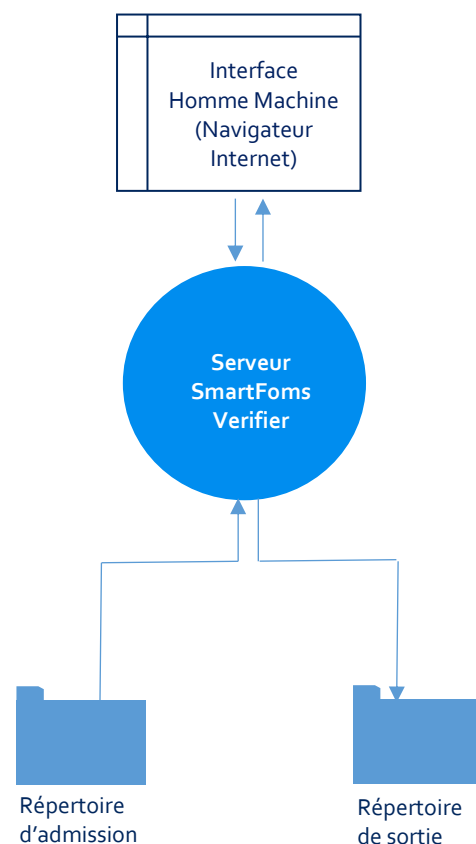 Interface
Homme Machine
(Navigateur
Internet)
Serveur
SmartFoms
Verifier
Répertoire
d'admission
Répertoire
de sortie